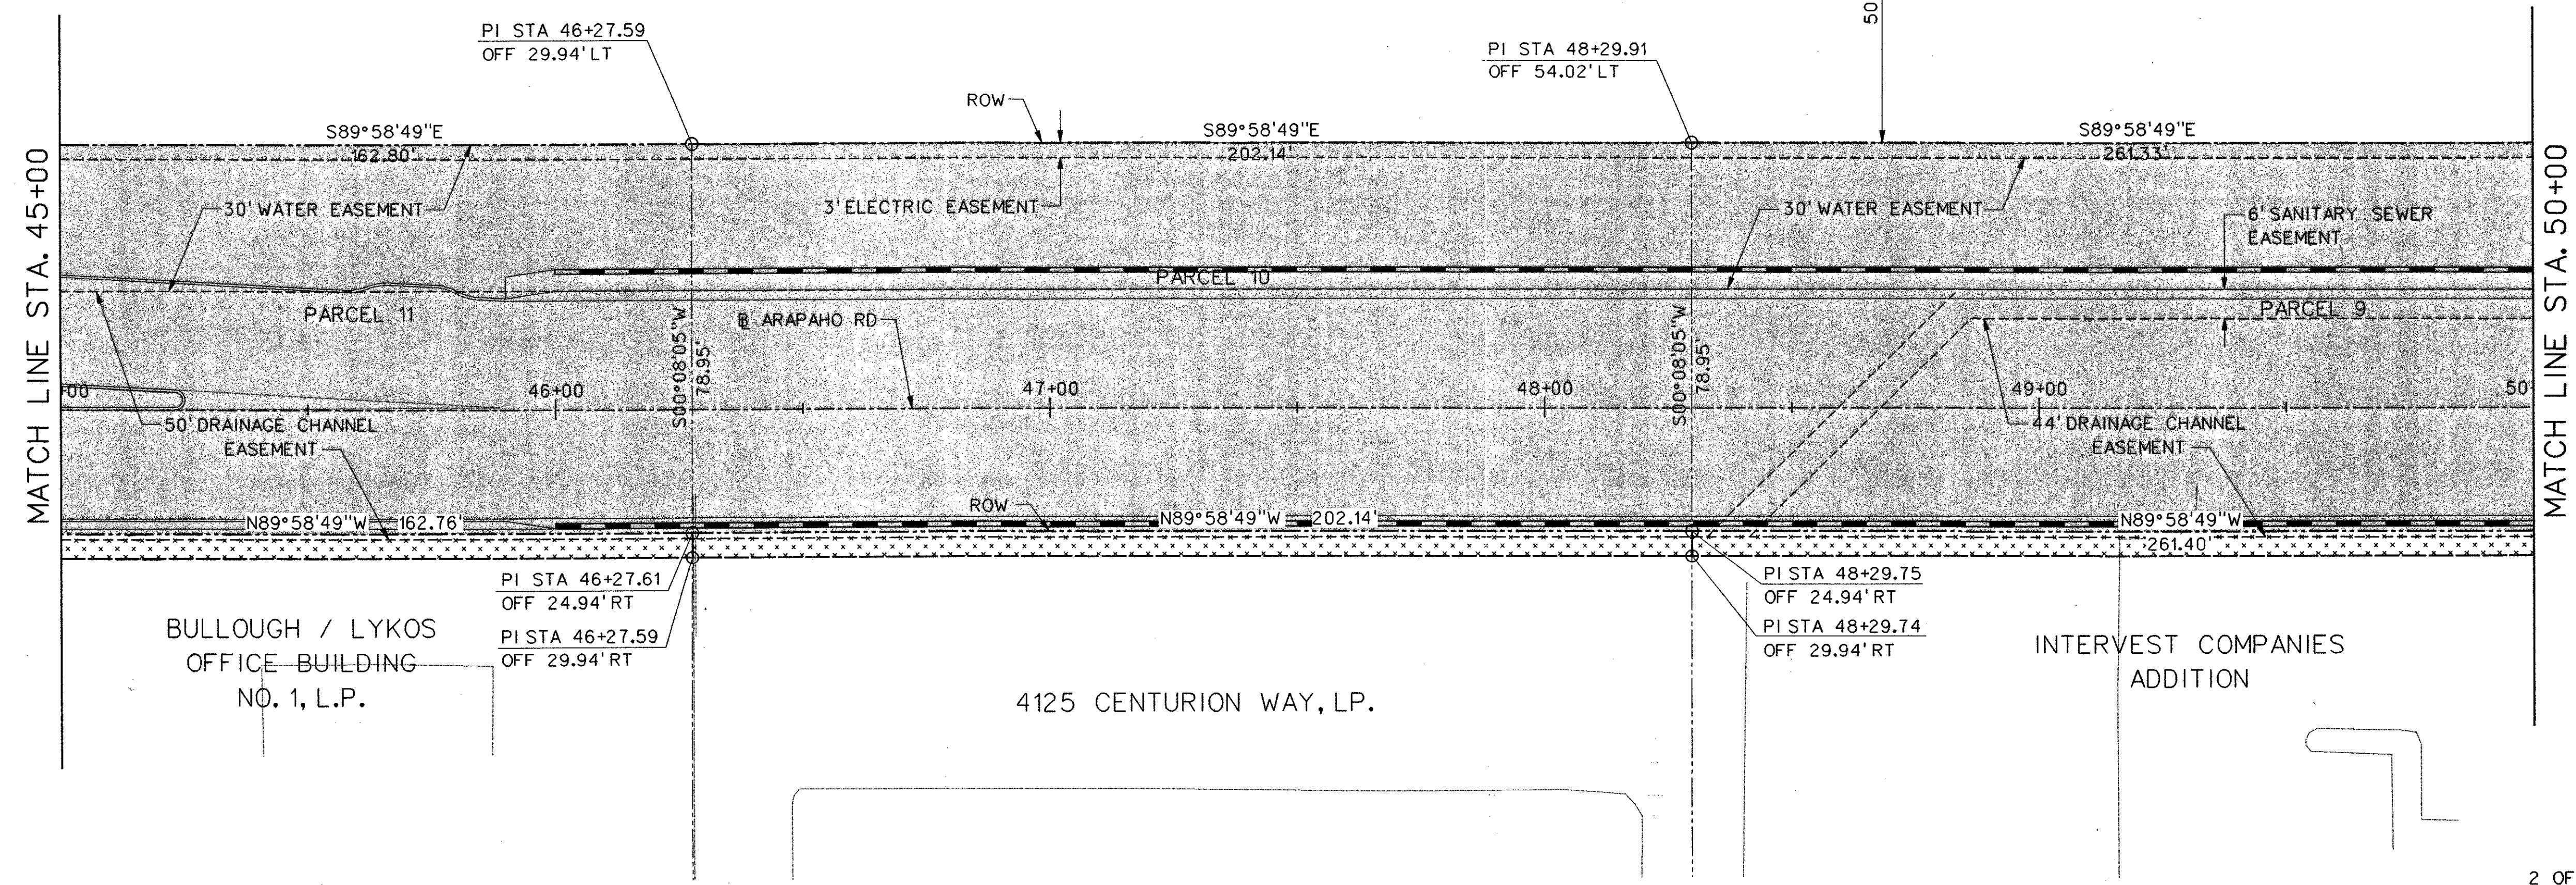 50
PI STA 46+27.59
OFF 29.94' LT
PI STA 48+29.91
OFF 54.02' LT
ROW
S89°58'49"E
162.80'
S89°58'49"E
202.14'
S89°58'49"E
261.33'
MATCH LINE STA. 45+00
MATCH LINE STA. 50+00
30' WATER EASEMENT
3' ELECTRIC EASEMENT
30' WATER EASEMENT
6' SANITARY SEWER
EASEMENT
PARCEL 10
PARCEL 11
PARCEL 9
B ARAPAHO RD
S00°08'05"W
78.95'
S00°08'05"W
78.95'
+00
46+00
47+00
48+00
49+00
50
50' DRAINAGE CHANNEL
EASEMENT
44' DRAINAGE CHANNEL
EASEMENT
ROW
N89°58'49"W 162.76'
N89°58'49"W 202.14'
N89°58'49"W
261.40'
PI STA 46+27.61
OFF 24.94' RT
PI STA 46+27.59
OFF 29.94' RT
PI STA 48+29.75
OFF 24.94' RT
PI STA 48+29.74
OFF 29.94' RT
BULLOUGH / LYKOS
OFFICE BUILDING
NO. 1, L.P.
4125 CENTURION WAY, LP.
INTERVEST COMPANIES
ADDITION
2 OF